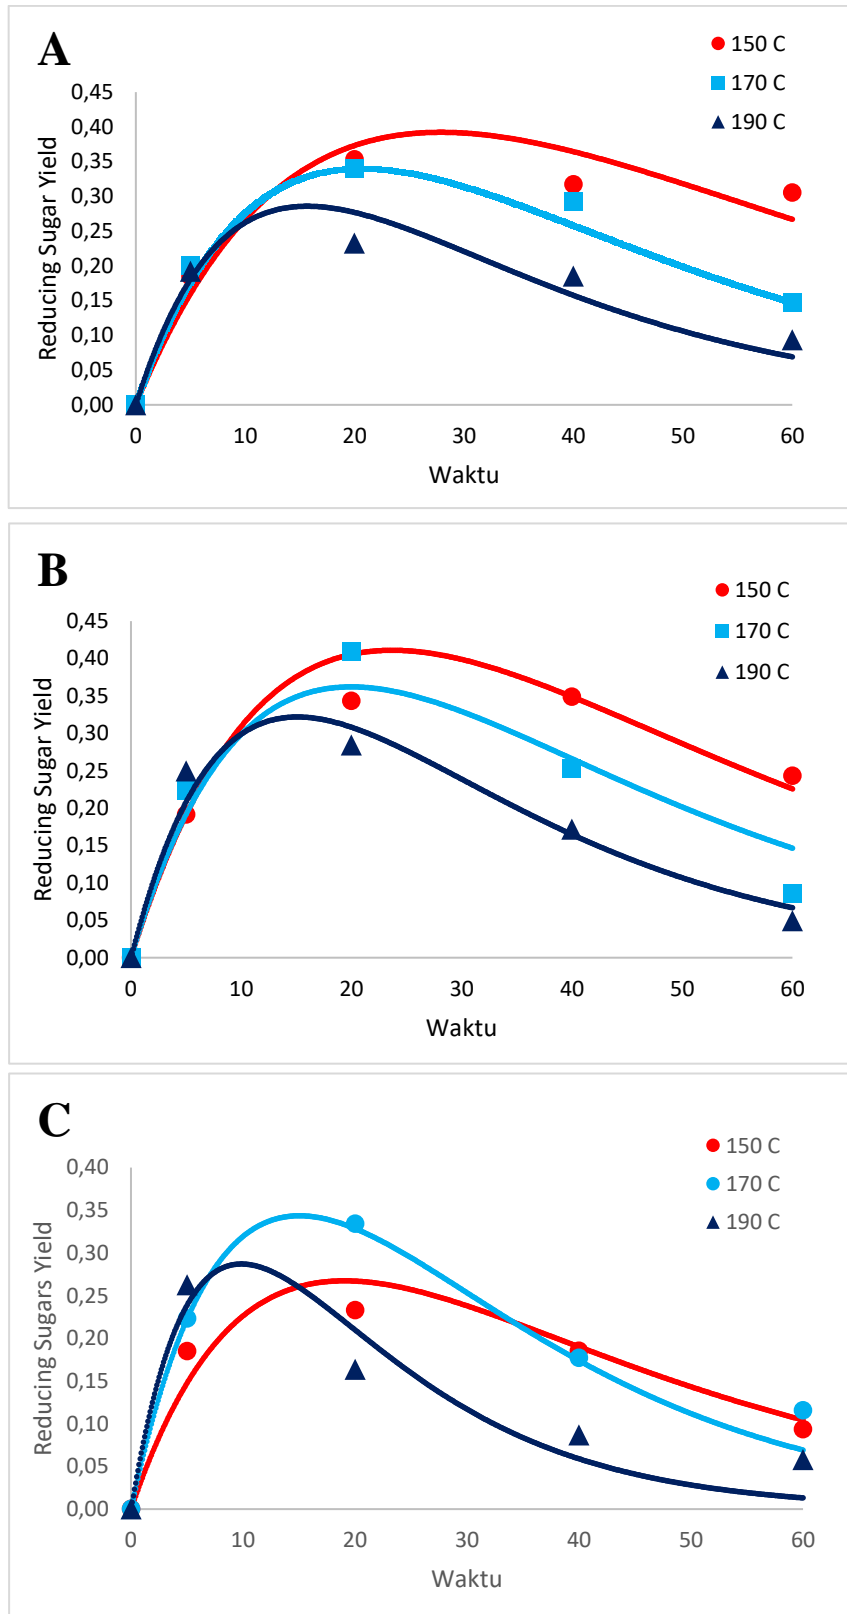 A
150 C
170 C
190 C
0,45
0,40
0,35
0,30
0,25
0,20
0,15
0,10
0,05
0,00
Reducing Sugar Yield
0 10 20 30 40 50 60
Waktu
B
150 C
170 C
190 C
0,45
0,40
0,35
0,30
0,25
0,20
0,15
0,10
0,05
0,00
Reducing Sugar Yield
0 10 20 30 40 50 60
Waktu
C
150 C
170 C
190 C
0,40
0,35
0,30
0,25
0,20
0,15
0,10
0,05
0,00
Reducing Sugars Yield
0 10 20 30 40 50 60
Waktu